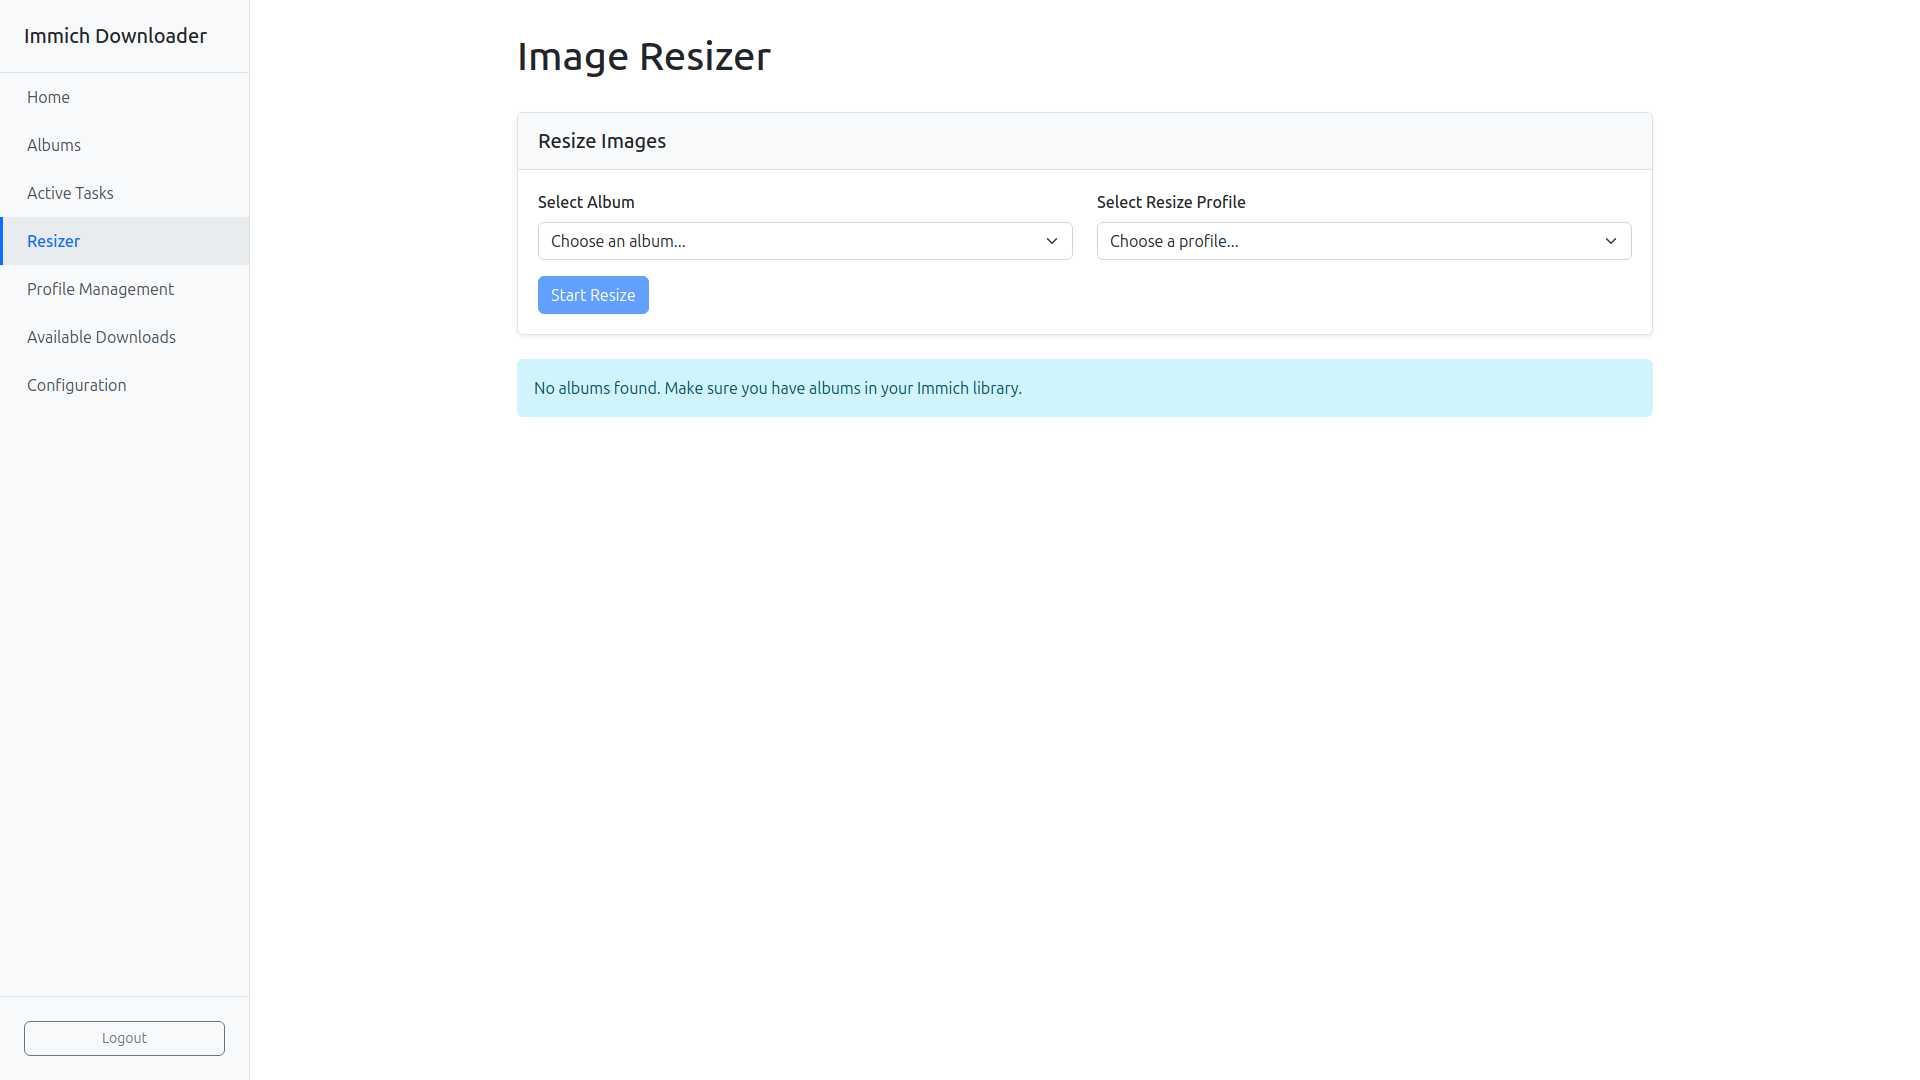 Immich Downloader
Home
Albums
Active Tasks
Resizer
Profile Management
Available Downloads
Configuration
Logout
Image Resizer
Resize Images
Select Album
Choose an album...
Select Resize Profile
Choose a profile...
Start Resize
No albums found. Make sure you have albums in your Immich library.